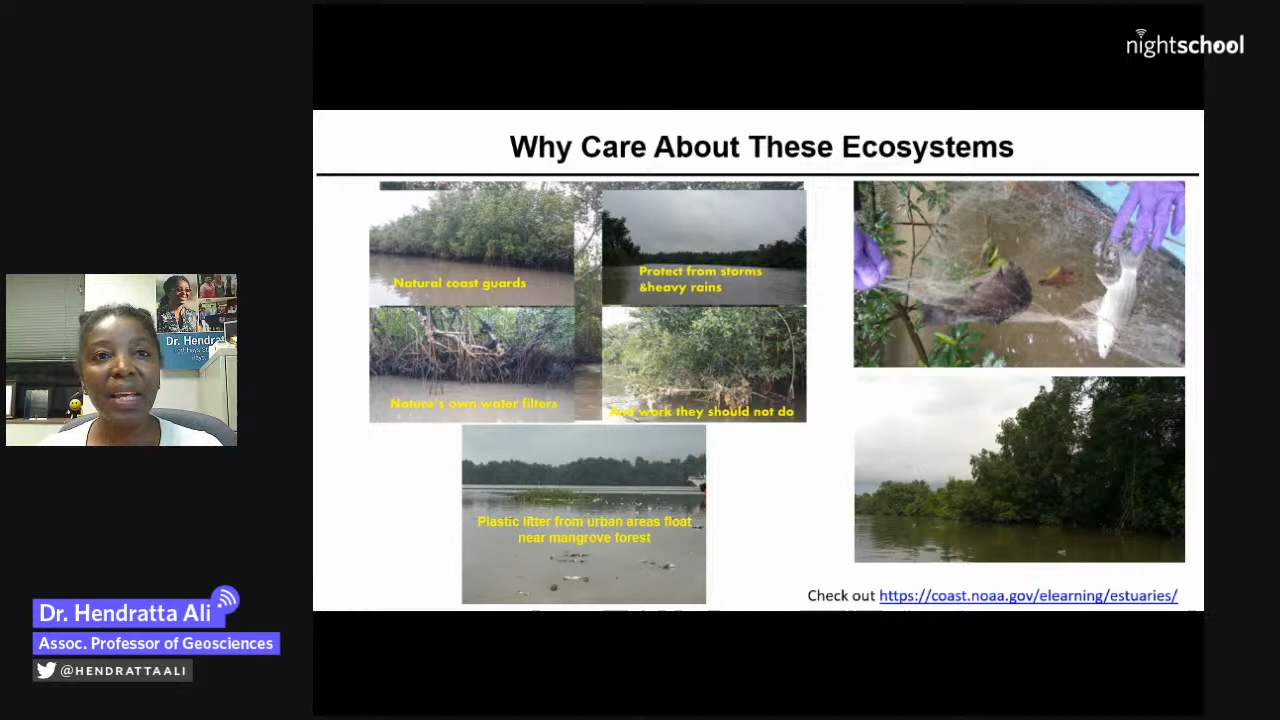 nightschool
Why Care About These Ecosystems
Natural coast guards
Protect from storms
&heavy rains
Nature's own water filters
And work they should not do
Plastic litter from urban areas float
near mangrove forest
Check out https://coast.noaa.gov/elearning/estuaries/
Dr. Hendrat
Dr. Hendratta Ali
Assoc. Professor of Geosciences
@HENDRATTAALI